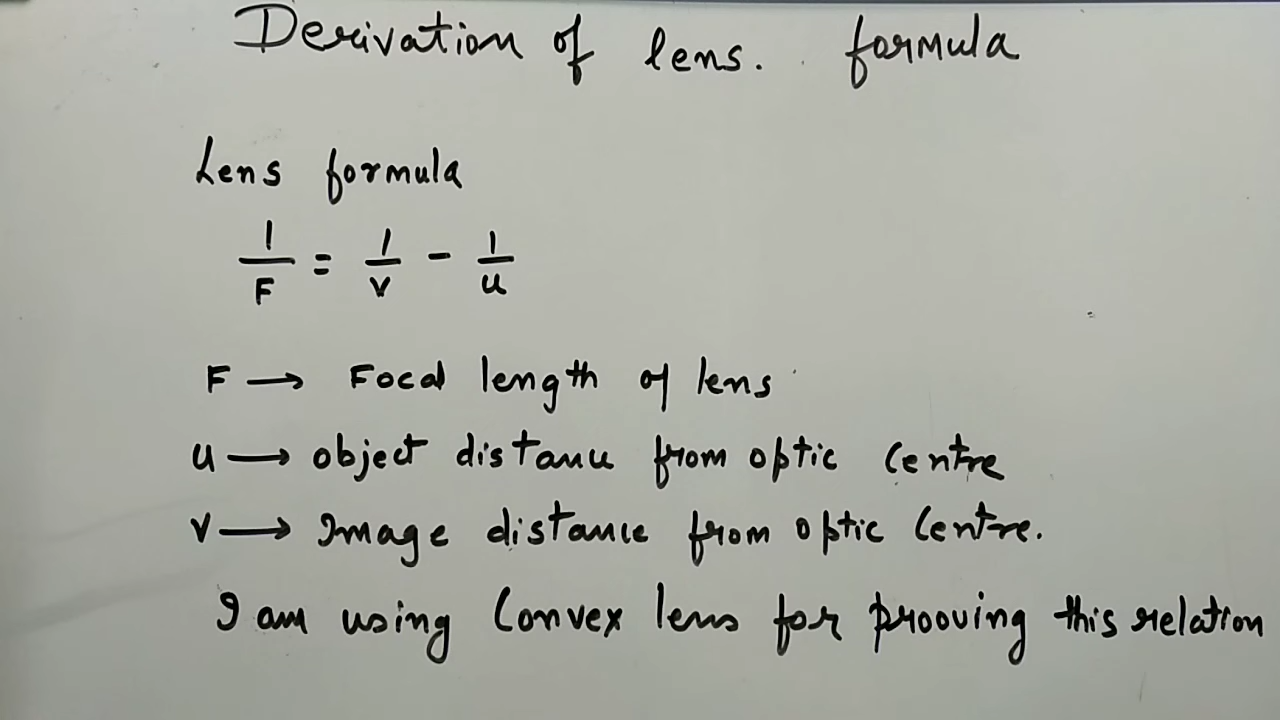 Derivation of lens. formula
Lens formula
1/F = 1/v - 1/u
F → Focal length of lens
u → object distance from optic centre
v → Image distance from optic centre.
I am using Convex lens for prooving this relation